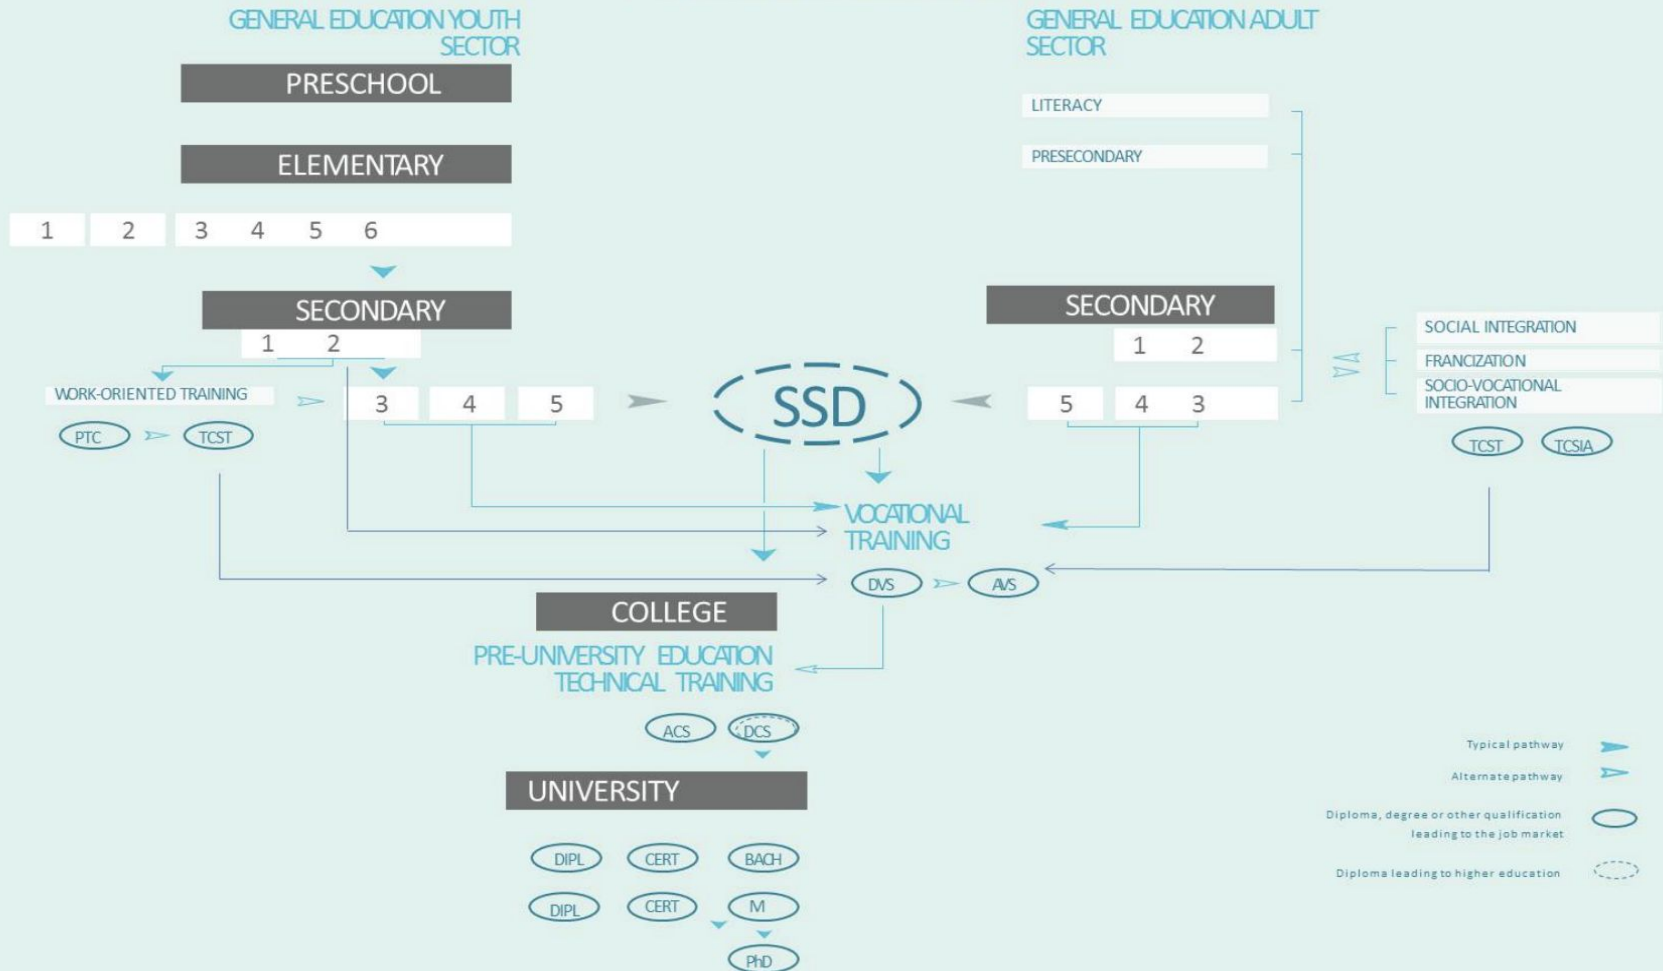 GENERAL EDUCATION YOUTH
SECTOR
GENERAL EDUCATION ADULT
SECTOR
PRESCHOOL
LITERACY
ELEMENTARY
PRESECONDARY
1 2 3 4 5 6
SECONDARY
1 2
SECONDARY
1 2
SOCIAL INTEGRATION
FRANCIZATION
SOCIO-VOCATIONAL
INTEGRATION
WORK-ORIENTED TRAINING
3 4 5
SSD
5 4 3
PTC
TCST
TCST
TCSIA
VOCATIONAL
TRAINING
DVS
AVS
COLLEGE
PRE-UNIVERSITY EDUCATION
TECHNICAL TRAINING
ACS
DCS
UNIVERSITY
DIPL
CERT
BACH
DIPL
CERT
M
PhD
Typical pathway
Alternate pathway
Diploma, degree or other qualification
leading to the job market
Diploma leading to higher education